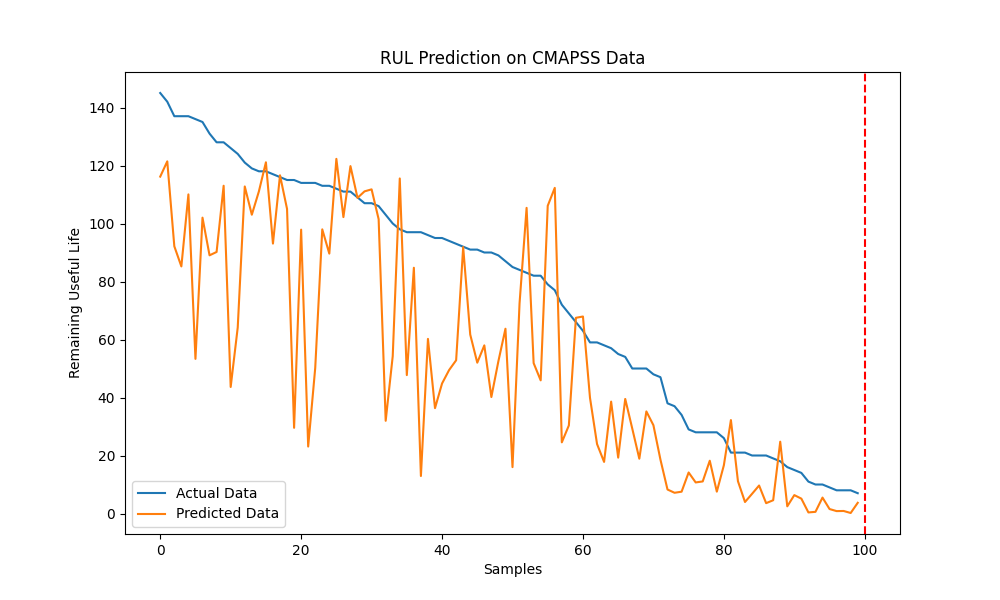 RUL Prediction on CMAPSS Data
Remaining Useful Life
140
120
100
80
60
40
20
0
Actual Data
Predicted Data
0 20 40 60 80 100
Samples